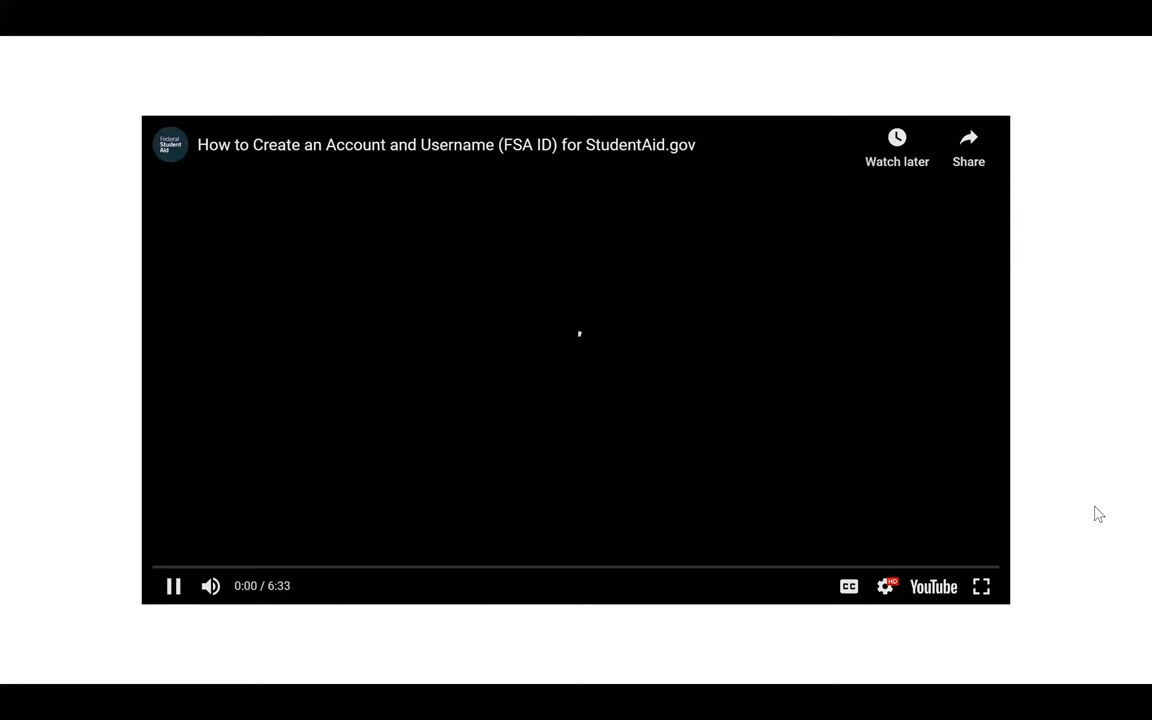 Federal
Student
Aid
How to Create an Account and Username (FSA ID) for StudentAid.gov
Watch later
Share
0:00 / 6:33
CC
HD
YouTube